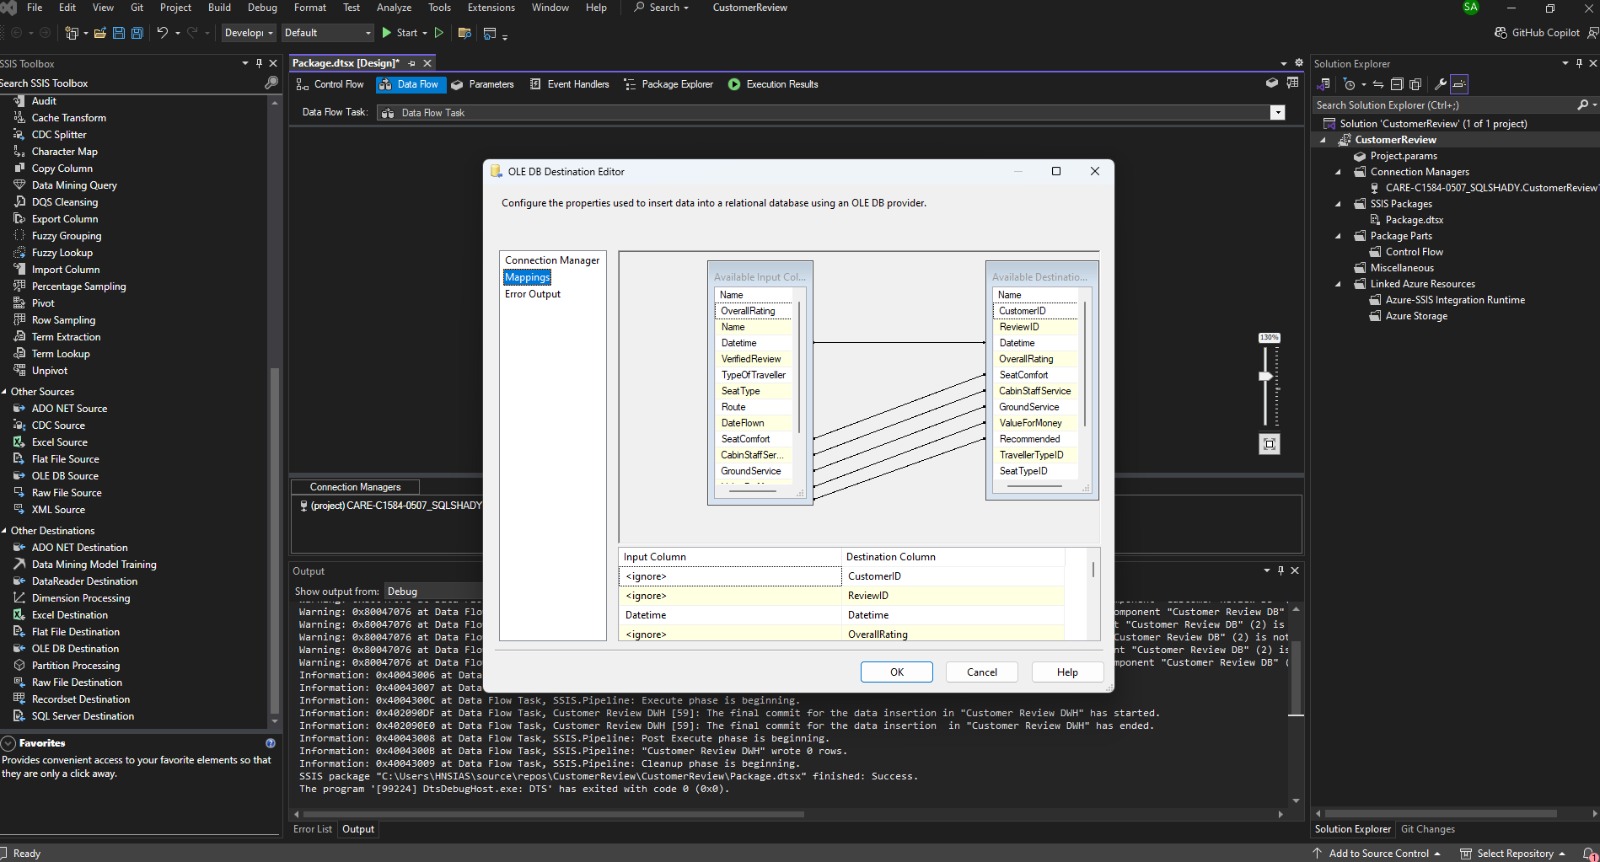 File Edit View Git Project Build Debug Format Test Analyze Tools Extensions Window Help Search CustomerReview SA
Develop Default Start GitHub Copilot
SSIS Toolbox
Search SSIS Toolbox
Audit
Cache Transform
CDC Splitter
Character Map
Copy Column
Data Mining Query
DQS Cleansing
Export Column
Fuzzy Grouping
Fuzzy Lookup
Import Column
Percentage Sampling
Pivot
Row Sampling
Term Extraction
Term Lookup
Unpivot
Other Sources
ADO NET Source
CDC Source
Excel Source
Flat File Source
OLE DB Source
Raw File Source
XML Source
Other Destinations
ADO NET Destination
Data Mining Model Training
DataReader Destination
Dimension Processing
Excel Destination
Flat File Destination
OLE DB Destination
Partition Processing
Raw File Destination
Recordset Destination
SQL Server Destination
Favorites
Provides convenient access to your favorite elements so that
they are only a click away.
Package.dtsx [Design]*
Control Flow Data Flow Parameters Event Handlers Package Explorer Execution Results
Data Flow Task: Data Flow Task
OLE DB Destination Editor
Configure the properties used to insert data into a relational database using an OLE DB provider.
Connection Manager
Mappings
Error Output
Available Input Col...
Name
OverallRating
Name
Datetime
VerifiedReview
TypeOfTraveller
SeatType
Route
DateFlown
SeatComfort
CabinStaffSer...
GroundService
Available Destinatio...
Name
CustomerID
ReviewID
Datetime
OverallRating
SeatComfort
CabinStaffService
GroundService
ValueForMoney
Recommended
TravellerTypeID
SeatTypeID
Input Column Destination Column
<ignore> CustomerID
<ignore> ReviewID
Datetime Datetime
<ignore> OverallRating
OK Cancel Help
130%
Connection Managers
(project) CARE-C1584-0507_SQLSHADY
Output
Show output from: Debug
Warning: 0x80047076 at Data Flow omponent "Customer Review DB"
Warning: 0x80047076 at Data Flo t "Customer Review DB" (2) is
Warning: 0x80047076 at Data Flo Customer Review DB" (2) is not
Warning: 0x80047076 at Data Flo nt "Customer Review DB" (2) is
Warning: 0x80047076 at Data Flo mponent "Customer Review DB" (
Information: 0x40043006 at Data
Information: 0x40043007 at Data
Information: 0x4004300C at Data Flow Task, SSIS.Pipeline: Execute phase is beginning.
Information: 0x402090DF at Data Flow Task, Customer Review DWH [59]: The final commit for the data insertion in "Customer Review DWH" has started.
Information: 0x402090E0 at Data Flow Task, Customer Review DWH [59]: The final commit for the data insertion  in "Customer Review DWH" has ended.
Information: 0x40043008 at Data Flow Task, SSIS.Pipeline: Post Execute phase is beginning.
Information: 0x4004300B at Data Flow Task, SSIS.Pipeline: "Customer Review DWH" wrote 0 rows.
Information: 0x40043009 at Data Flow Task, SSIS.Pipeline: Cleanup phase is beginning.
SSIS package "C:\Users\HNSIAS\source\repos\CustomerReview\CustomerReview\Package.dtsx" finished: Success.
The program '[99224] DtsDebugHost.exe: DTS' has exited with code 0 (0x0).
Error List Output
Solution Explorer
Search Solution Explorer (Ctrl+;)
Solution 'CustomerReview' (1 of 1 project)
CustomerReview
Project.params
Connection Managers
CARE-C1584-0507_SQLSHADY.CustomerReview
SSIS Packages
Package.dtsx
Package Parts
Control Flow
Miscellaneous
Linked Azure Resources
Azure-SSIS Integration Runtime
Azure Storage
Solution Explorer Git Changes
Ready Add to Source Control Select Repository 1